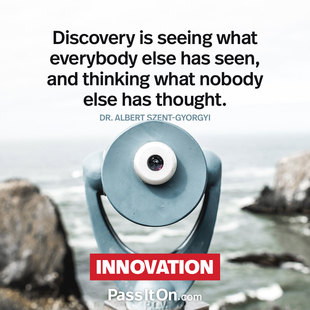 Discovery is seeing what
everybody else has seen,
and thinking what nobody
else has thought.
DR. ALBERT SZENT-GYORGYI
INNOVATION
PassItOn.com